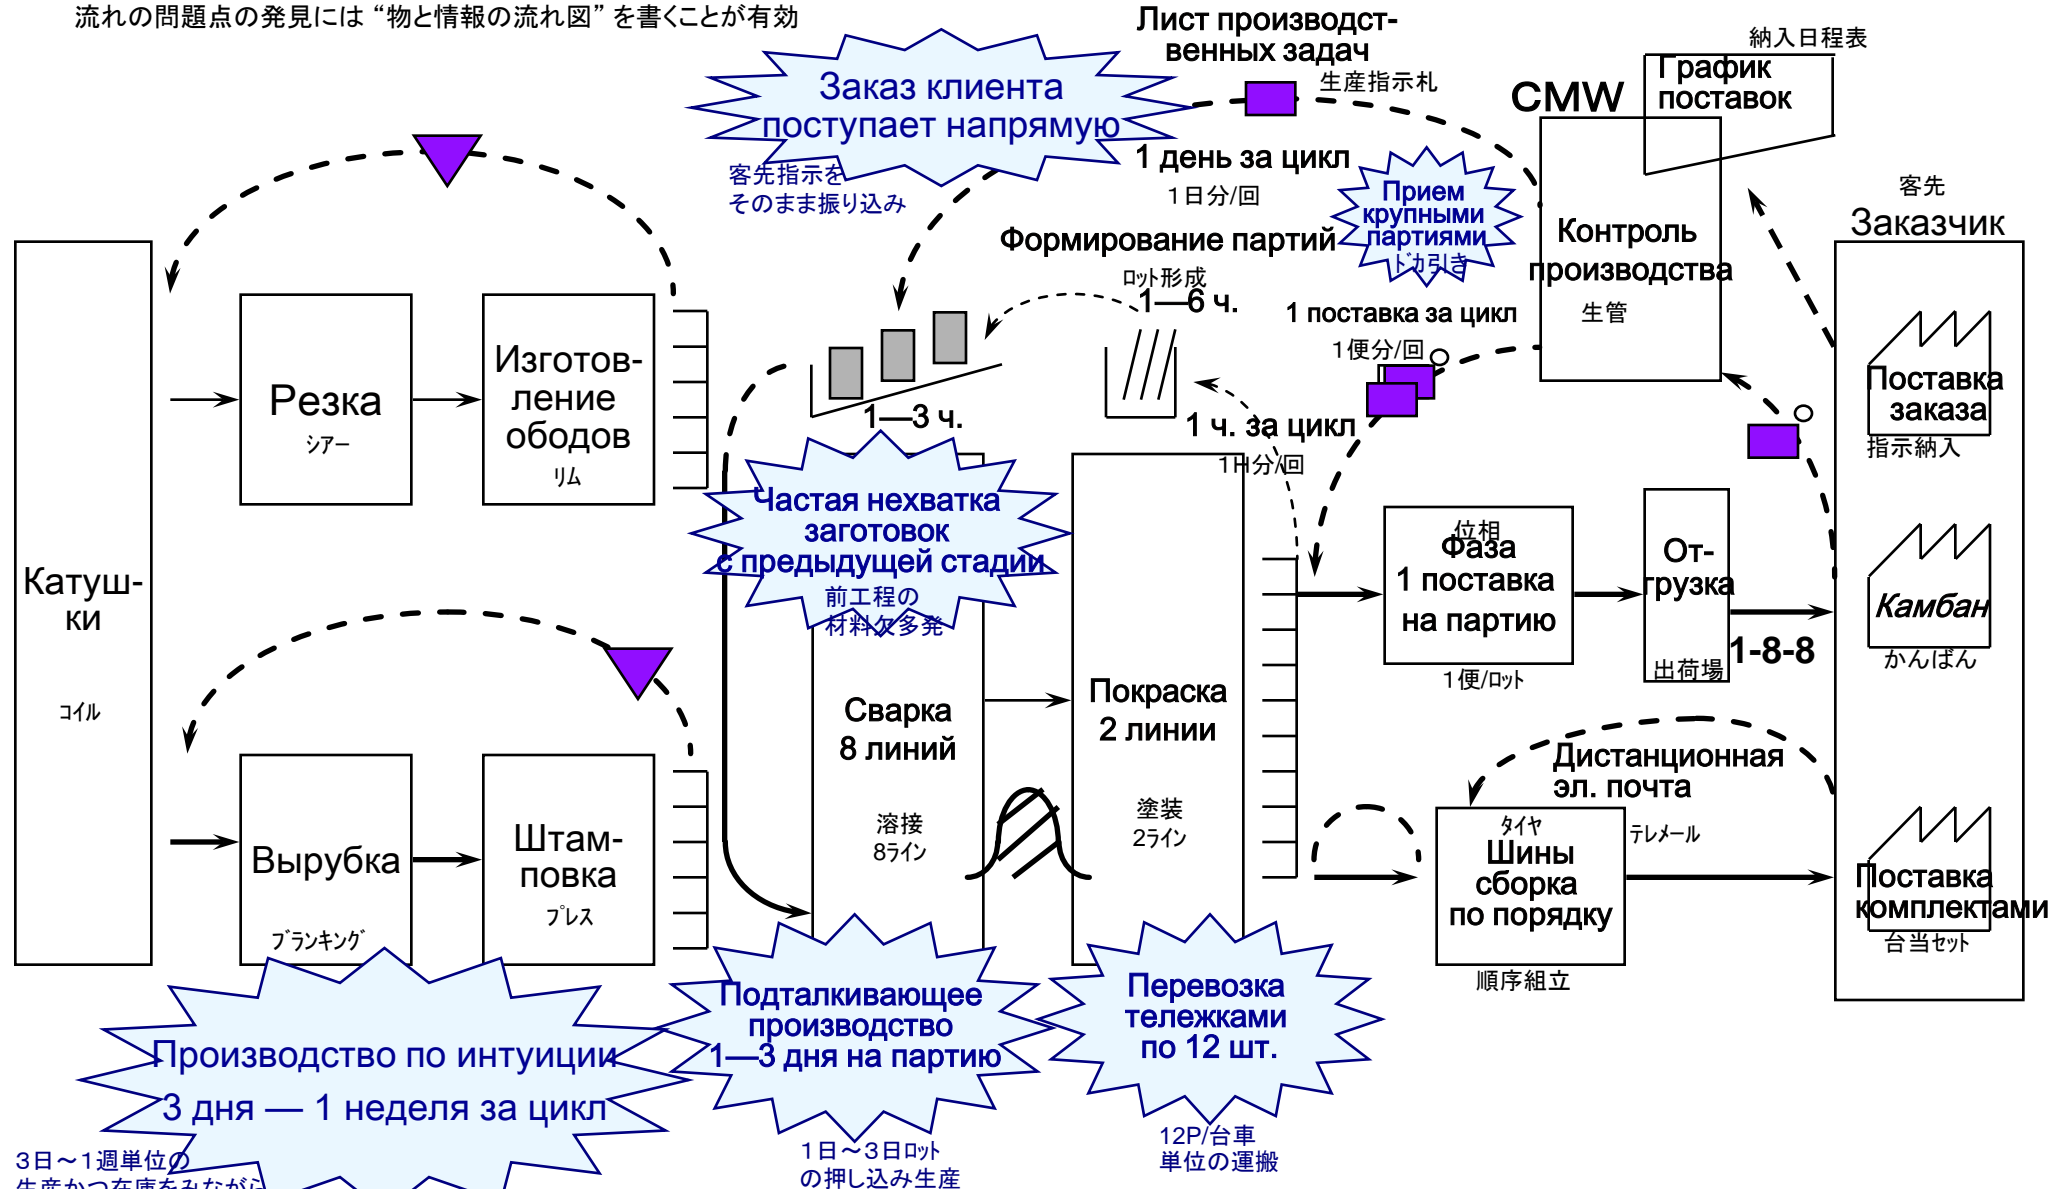 流れの問題点の発見には “物と情報の流れ図” を書くことが有効
Лист производст-
венных задач
生産指示札
納入日程表
График
поставок
CMW
Заказ клиента
поступает напрямую
客先指示を
そのまま振り込み
1 день за цикл
1日分/回
Прием
крупными
партиями
ﾄﾞｶ引き
Контроль
производства
生管
客先
Заказчик
Формирование партий
ﾛｯﾄ形成
1—6 ч.
1 поставка за цикл
1便分/回
Катуш-
ки
ｺｲﾙ
Резка
ｼｱｰ
Изготов-
ление
ободов
ﾘﾑ
1—3 ч.
1 ч. за цикл
1H分/回
Поставка
заказа
指示納入
Частая нехватка
заготовок
с предыдущей стадии
前工程の
材料欠多発
位相
Фаза
1 поставка
на партию
1便/ﾛｯﾄ
От-
грузка
出荷場
1-8-8
Камбан
かんばん
Сварка
8 линий
溶接
8ﾗｲﾝ
Покраска
2 линии
塗装
2ﾗｲﾝ
Дистанционная
эл. почта
ﾃﾚﾒｰﾙ
Вырубка
ﾌﾞﾗﾝｷﾝｸﾞ
Штам-
повка
ﾌﾟﾚｽ
ﾀｲﾔ
Шины
сборка
по порядку
順序組立
Поставка
комплектами
台当ｾｯﾄ
Производство по интуиции
3 дня — 1 неделя за цикл
3日～1週単位の
生産かつ在庫をみながら
Подталкивающее
производство
1—3 дня на партию
1日～3日ﾛｯﾄ
の押し込み生産
Перевозка
тележками
по 12 шт.
12P/台車
単位の運搬